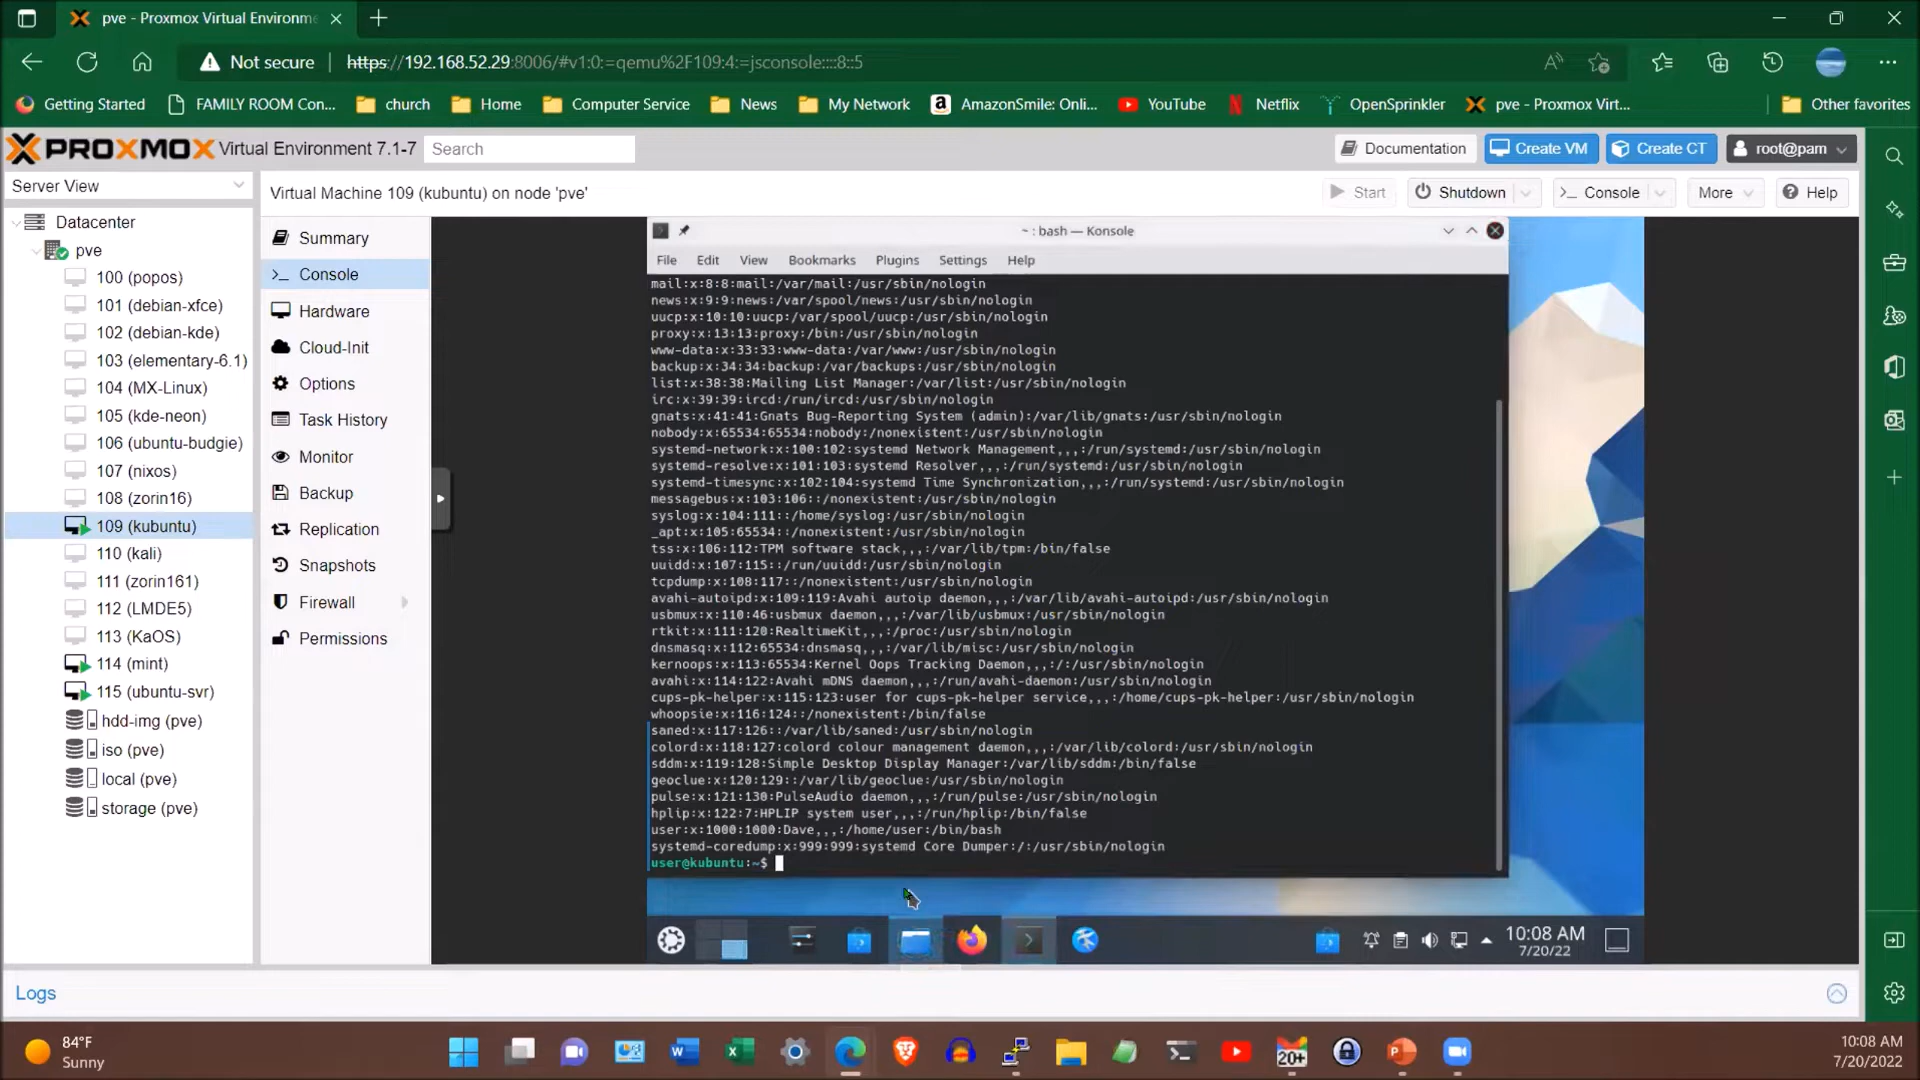 pve - Proxmox Virtual Environme
Not secure
https://192.168.52.29:8006/#v1:0:=qemu%2F109:4:=jsconsole::::8::5
Getting Started
FAMILY ROOM Con...
church
Home
Computer Service
News
My Network
AmazonSmile: Onli...
YouTube
Netflix
OpenSprinkler
pve - Proxmox Virt...
Other favorites
PROXMOX Virtual Environment 7.1-7
Search
Documentation
Create VM
Create CT
root@pam
Server View
Virtual Machine 109 (kubuntu) on node 'pve'
Start
Shutdown
Console
More
Help
Datacenter
pve
100 (popos)
101 (debian-xfce)
102 (debian-kde)
103 (elementary-6.1)
104 (MX-Linux)
105 (kde-neon)
106 (ubuntu-budgie)
107 (nixos)
108 (zorin16)
109 (kubuntu)
110 (kali)
111 (zorin161)
112 (LMDE5)
113 (KaOS)
114 (mint)
115 (ubuntu-svr)
hdd-img (pve)
iso (pve)
local (pve)
storage (pve)
Summary
Console
Hardware
Cloud-Init
Options
Task History
Monitor
Backup
Replication
Snapshots
Firewall
Permissions
~ : bash — Konsole
File Edit View Bookmarks Plugins Settings Help
mail:x:8:8:mail:/var/mail:/usr/sbin/nologin
news:x:9:9:news:/var/spool/news:/usr/sbin/nologin
uucp:x:10:10:uucp:/var/spool/uucp:/usr/sbin/nologin
proxy:x:13:13:proxy:/bin:/usr/sbin/nologin
www-data:x:33:33:www-data:/var/www:/usr/sbin/nologin
backup:x:34:34:backup:/var/backups:/usr/sbin/nologin
list:x:38:38:Mailing List Manager:/var/list:/usr/sbin/nologin
irc:x:39:39:ircd:/run/ircd:/usr/sbin/nologin
gnats:x:41:41:Gnats Bug-Reporting System (admin):/var/lib/gnats:/usr/sbin/nologin
nobody:x:65534:65534:nobody:/nonexistent:/usr/sbin/nologin
systemd-network:x:100:102:systemd Network Management,,,:/run/systemd:/usr/sbin/nologin
systemd-resolve:x:101:103:systemd Resolver,,,:/run/systemd:/usr/sbin/nologin
systemd-timesync:x:102:104:systemd Time Synchronization,,,:/run/systemd:/usr/sbin/nologin
messagebus:x:103:106::/nonexistent:/usr/sbin/nologin
syslog:x:104:111::/home/syslog:/usr/sbin/nologin
_apt:x:105:65534::/nonexistent:/usr/sbin/nologin
tss:x:106:112:TPM software stack,,,:/var/lib/tpm:/bin/false
uuidd:x:107:115::/run/uuidd:/usr/sbin/nologin
tcpdump:x:108:117::/nonexistent:/usr/sbin/nologin
avahi-autoipd:x:109:119:Avahi autoip daemon,,,:/var/lib/avahi-autoipd:/usr/sbin/nologin
usbmux:x:110:46:usbmux daemon,,,:/var/lib/usbmux:/usr/sbin/nologin
rtkit:x:111:120:RealtimeKit,,,:/proc:/usr/sbin/nologin
dnsmasq:x:112:65534:dnsmasq,,,:/var/lib/misc:/usr/sbin/nologin
kernoops:x:113:65534:Kernel Oops Tracking Daemon,,,:/:/usr/sbin/nologin
avahi:x:114:122:Avahi mDNS daemon,,,:/run/avahi-daemon:/usr/sbin/nologin
cups-pk-helper:x:115:123:user for cups-pk-helper service,,,:/home/cups-pk-helper:/usr/sbin/nologin
whoopsie:x:116:124::/nonexistent:/bin/false
saned:x:117:126::/var/lib/saned:/usr/sbin/nologin
colord:x:118:127:colord colour management daemon,,,:/var/lib/colord:/usr/sbin/nologin
sddm:x:119:128:Simple Desktop Display Manager:/var/lib/sddm:/bin/false
geoclue:x:120:129::/var/lib/geoclue:/usr/sbin/nologin
pulse:x:121:130:PulseAudio daemon,,,:/run/pulse:/usr/sbin/nologin
hplip:x:122:7:HPLIP system user,,,:/run/hplip:/bin/false
user:x:1000:1000:Dave,,,:/home/user:/bin/bash
systemd-coredump:x:999:999:systemd Core Dumper:/:/usr/sbin/nologin
user@kubuntu:~$
10:08 AM
7/20/22
Logs
84°F
Sunny
20+
10:08 AM
7/20/2022